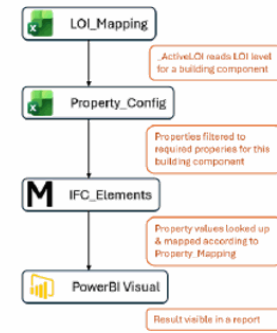 LOI_Mapping
_ActiveLOI reads LOI level
for a building component
Property_Config
Properties filtered to
required properies for this
building component
M IFC_Elements
Property values looked up
& mapped according to
Property_Mapping
PowerBI Visual
Result visible in a report